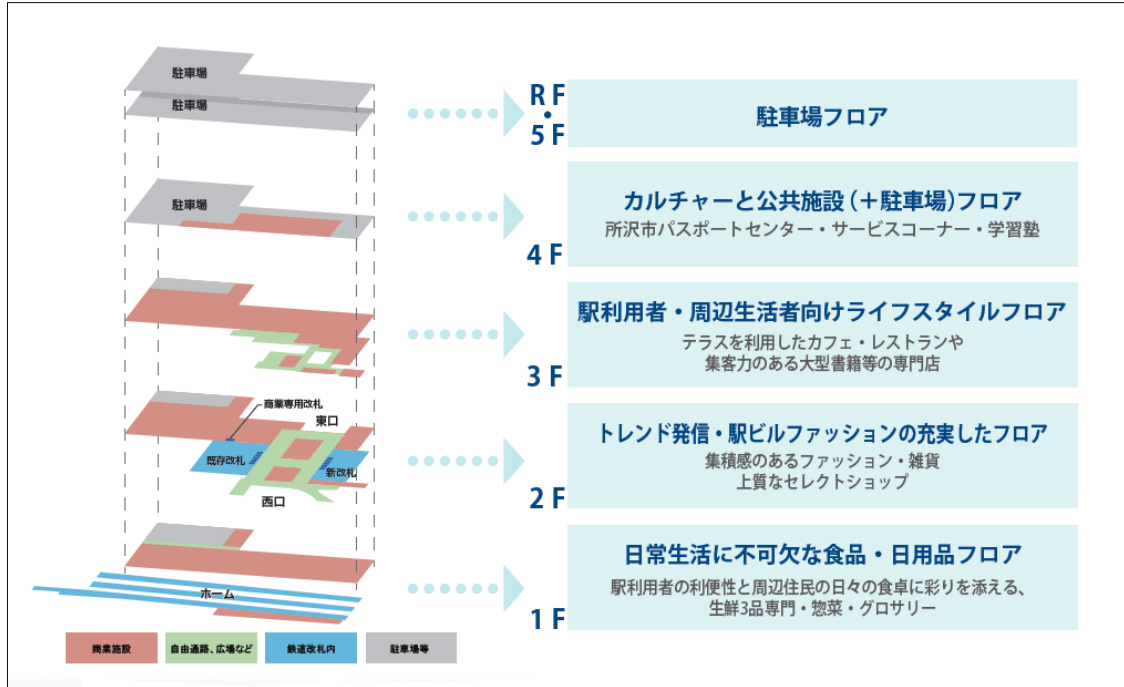 駐車場
駐車場
RF
・
5F
駐車場フロア
駐車場
4F
カルチャーと公共施設(+駐車場)フロア
所沢市パスポートセンター・サービスコーナー・学習塾
3F
駅利用者・周辺生活者向けライフスタイルフロア
テラスを利用したカフェ・レストランや
集客力のある大型書籍等の専門店
商業専用改札
東口
既存改札
新改札
西口
2F
トレンド発信・駅ビルファッションの充実したフロア
集積感のあるファッション・雑貨
上質なセレクトショップ
ホーム
1F
日常生活に不可欠な食品・日用品フロア
駅利用者の利便性と周辺住民の日々の食卓に彩りを添える、
生鮮3品専門・惣菜・グロサリー
商業施設
自由通路、広場など
鉄道改札内
駐車場等